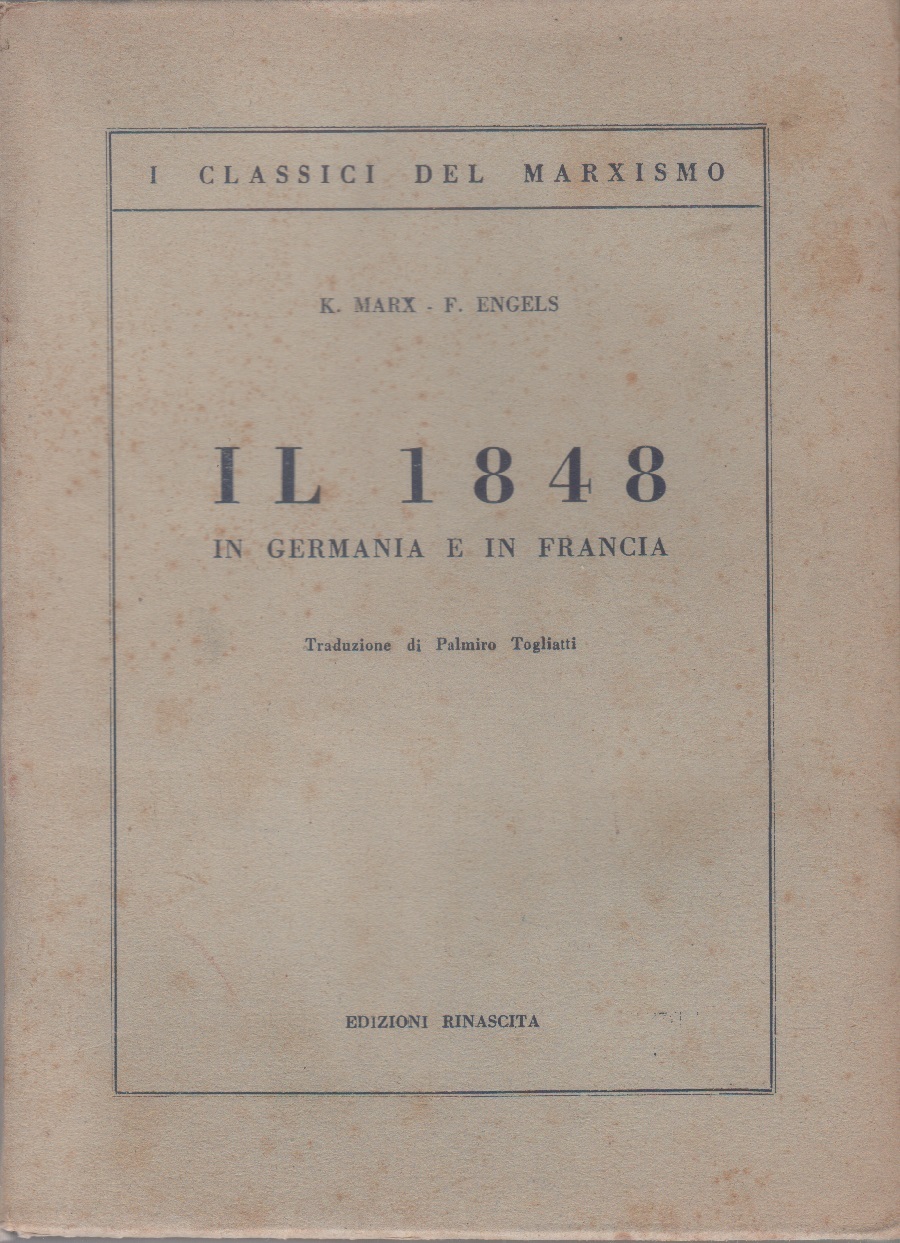 I CLASSICI DEL MARXISMO
K. MARX - F. ENGELS
IL 1848
IN GERMANIA E IN FRANCIA
Traduzione di Palmiro Togliatti
EDIZIONI RINASCITA